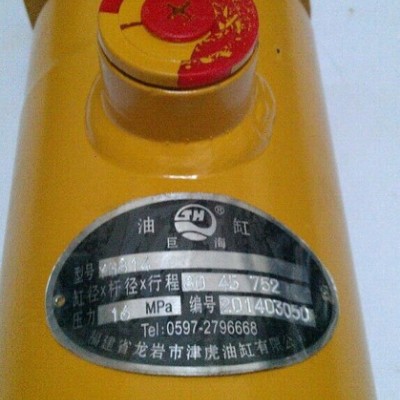 油 TH ® 缸
巨海
型号
缸径×杆径×行程 80 45 752
压力 16 MPa 编号 201403050
Tel:0597-2796668
福建省龙岩市津虎油缸有限公司